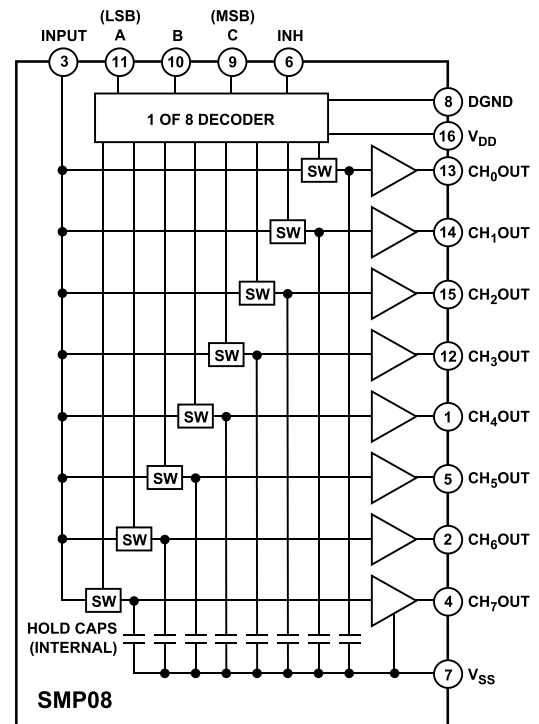 (LSB) (MSB)
INPUT A B C INH
3 11 10 9 6
8 DGND
1 OF 8 DECODER
16 VDD
SW 13 CH0OUT
SW 14 CH1OUT
SW 15 CH2OUT
SW 12 CH3OUT
SW 1 CH4OUT
SW 5 CH5OUT
SW 2 CH6OUT
SW 4 CH7OUT
HOLD CAPS
(INTERNAL)
7 VSS
SMP08